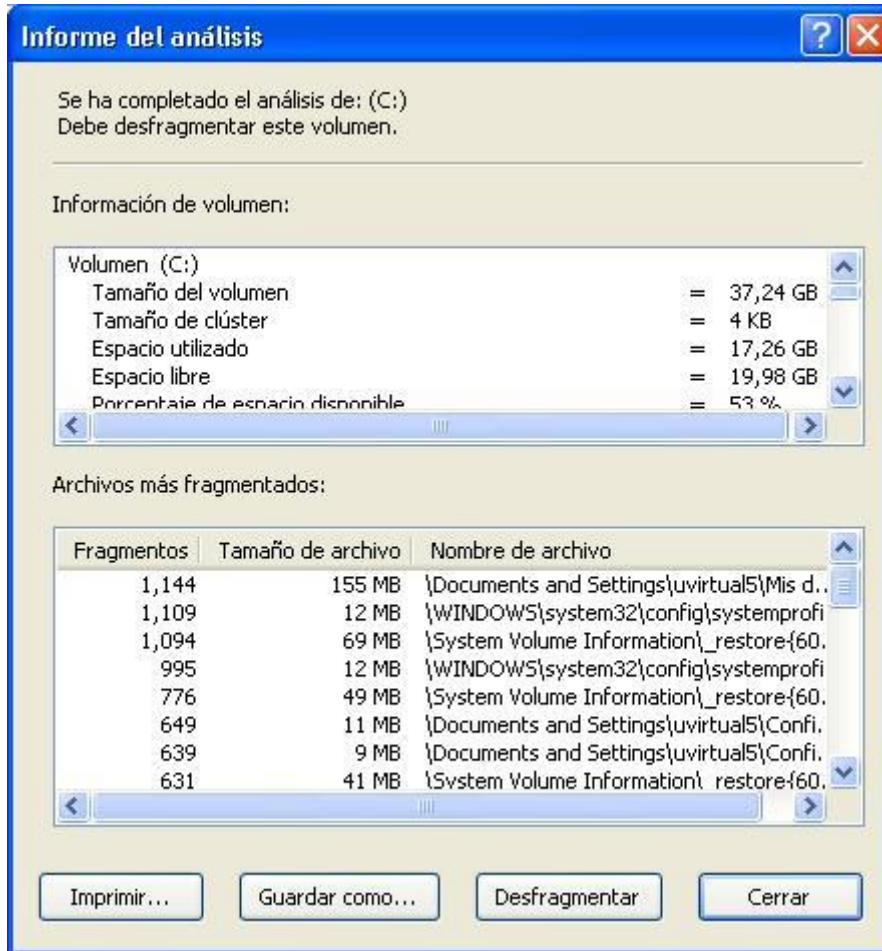 Informe del análisis
Se ha completado el análisis de: (C:)
Debe desfragmentar este volumen.
Información de volumen:
Volumen (C:)
Tamaño del volumen = 37,24 GB
Tamaño de clúster = 4 KB
Espacio utilizado = 17,26 GB
Espacio libre = 19,98 GB
Porcentaje de espacio disponible = 53 %
Archivos más fragmentados:
Fragmentos Tamaño de archivo Nombre de archivo
1,144 155 MB \Documents and Settings\uvirtual5\Mis d..
1,109 12 MB \WINDOWS\system32\config\systemprofi
1,094 69 MB \System Volume Information\_restore{60.
995 12 MB \WINDOWS\system32\config\systemprofi
776 49 MB \System Volume Information\_restore{60.
649 11 MB \Documents and Settings\uvirtual5\Confi.
639 9 MB \Documents and Settings\uvirtual5\Confi.
631 41 MB \System Volume Information\_restore{60.
Imprimir... Guardar como... Desfragmentar Cerrar